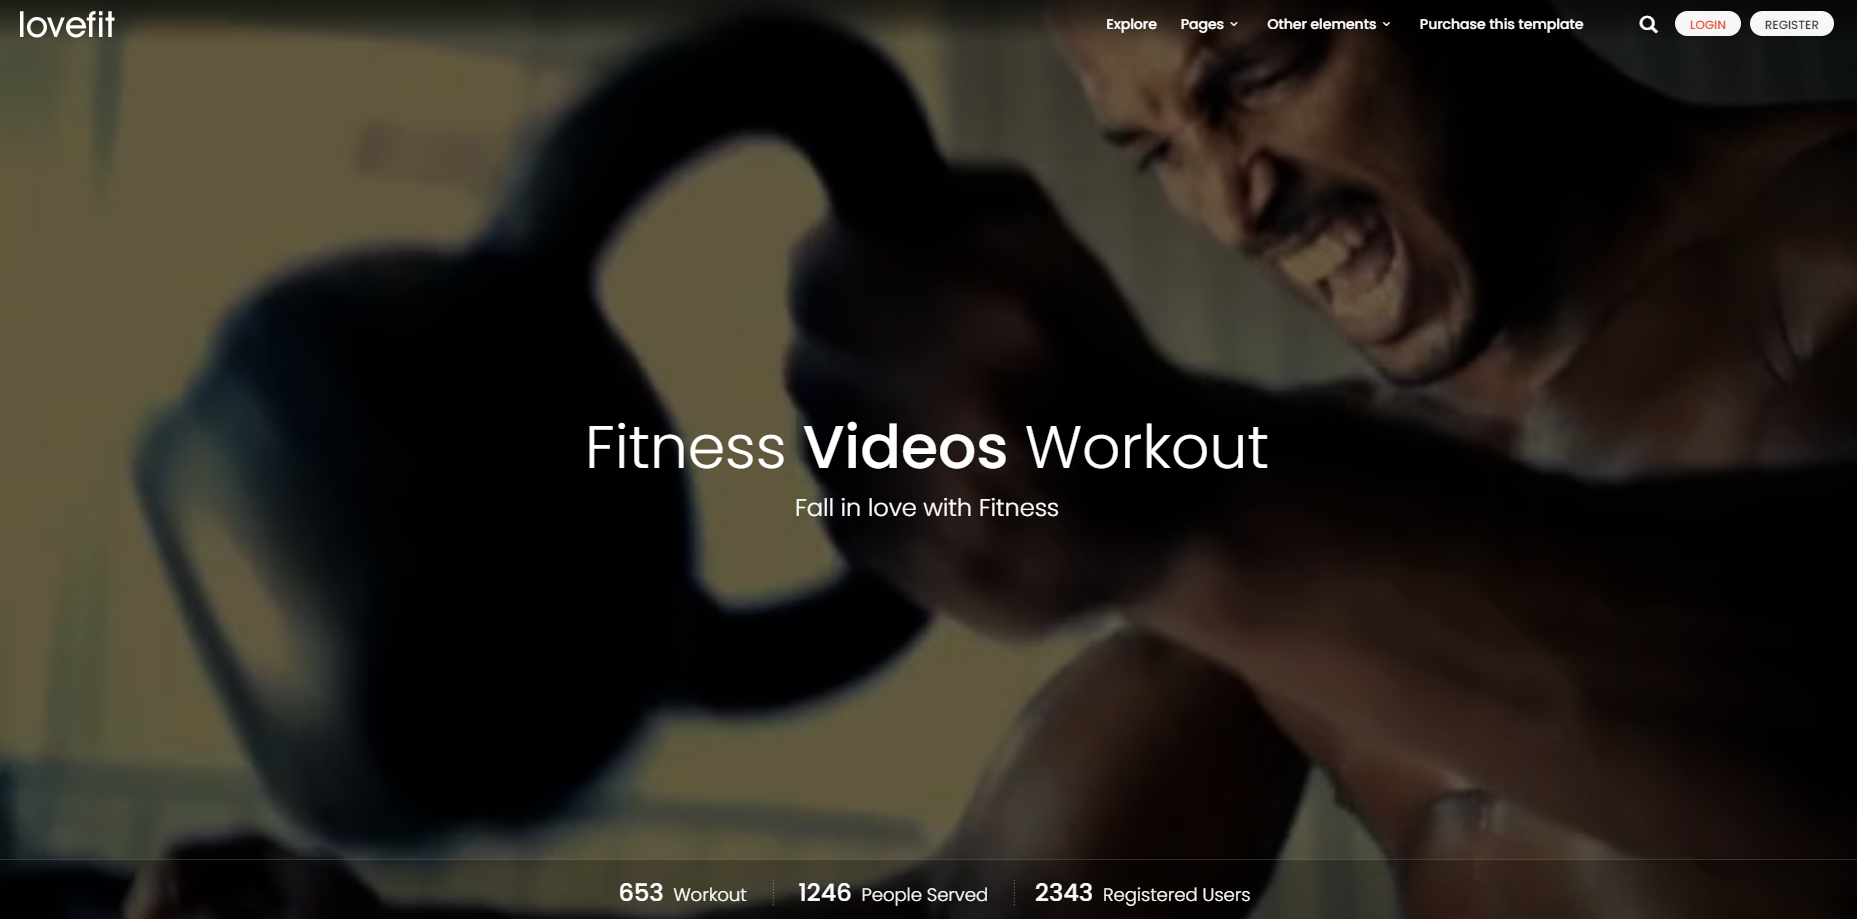 lovefit
Explore Pages Other elements Purchase this template LOGIN REGISTER
Fitness Videos Workout
Fall in love with Fitness
653 Workout 1246 People Served 2343 Registered Users